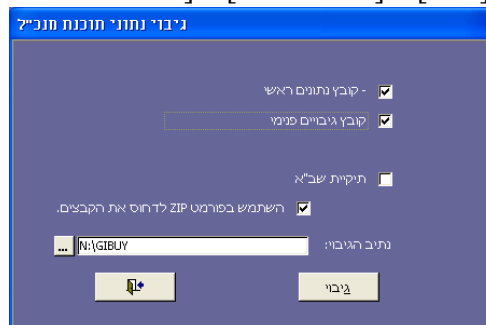 גיבוי נתוני תוכנת מנכ"ל
- קובץ נתונים ראשי
קובץ גיבויים פנימי
תיקיית שב"א
השתמש בפורמט ZIP לדחוס את הקבצים.
נתיב הגיבוי: N:\GIBUY ...
גיבוי